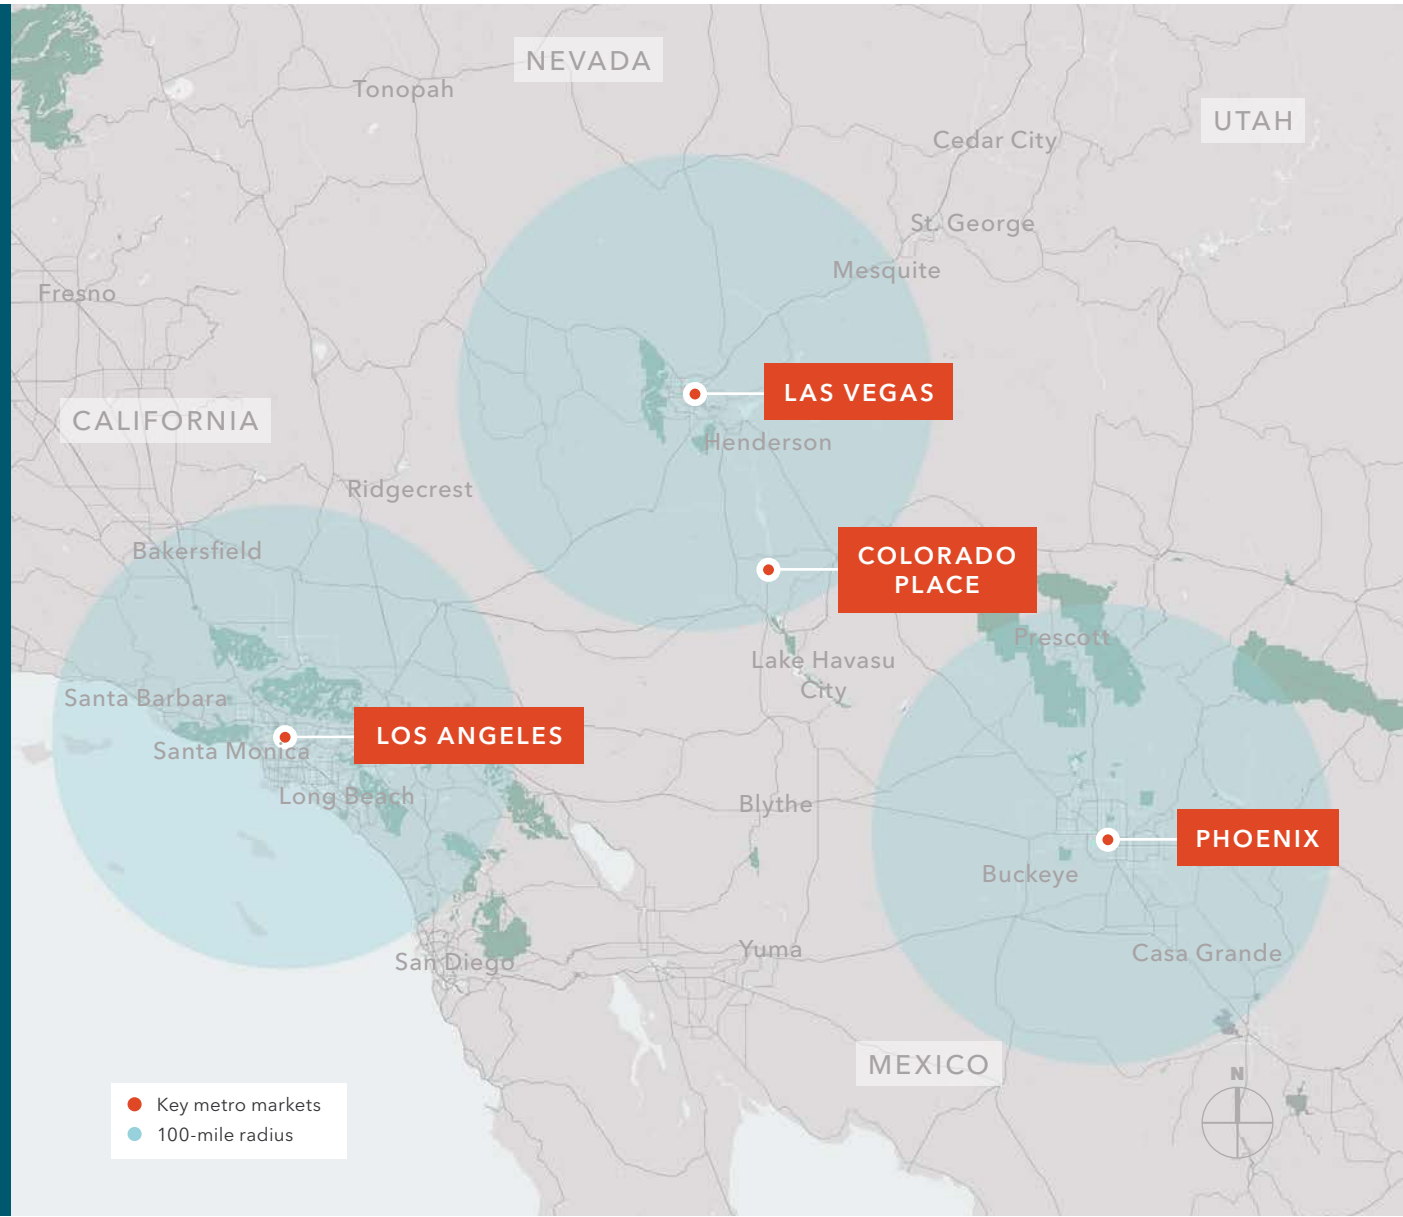 NEVADA
Tonopah
UTAH
Cedar City
St. George
Mesquite
Fresno
LAS VEGAS
CALIFORNIA
Henderson
Ridgecrest
Bakersfield
COLORADO
PLACE
Prescott
Lake Havasu
City
Santa Barbara
LOS ANGELES
Santa Monica
Long Beach
Blythe
PHOENIX
Buckeye
Yuma
Casa Grande
San Diego
MEXICO
N
Key metro markets
100-mile radius